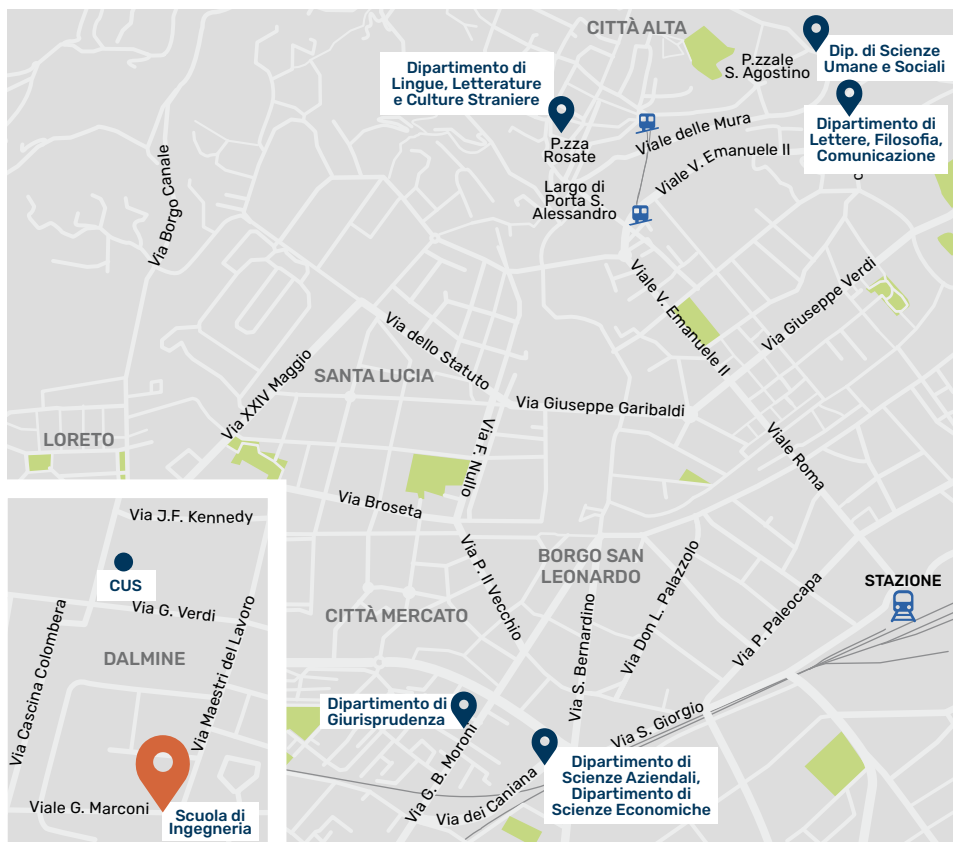 CITTÀ ALTA
Dip. di Scienze
Umane e Sociali
P.zzale
S. Agostino
Dipartimento di
Lingue, Letterature
e Culture Straniere
Dipartimento di
Lettere, Filosofia,
Comunicazione
Viale delle Mura
P.zza
Rosate
Viale V. Emanuele II
Largo di
Porta S.
Alessandro
Via Borgo Canale
Viale V. Emanuele II
Via Giuseppe Verdi
Via dello Statuto
Via XXIV Maggio
SANTA LUCIA
Via Giuseppe Garibaldi
LORETO
Via F. Nullo
Viale Roma
Via Broseta
Via J.F. Kennedy
CUS
Via G. Verdi
Via Cascina Colombera
DALMINE
Via Maestri del Lavoro
Viale G. Marconi
Scuola di
Ingegneria
Via P. II Vecchio
BORGO SAN
LEONARDO
Via Don L. Palazzolo
STAZIONE
CITTÀ MERCATO
Via S. Bernardino
Via P. Paleocapa
Dipartimento di
Giurisprudenza
Via S. Giorgio
Via G. B. Moroni
Via dei Caniana
Dipartimento di
Scienze Aziendali,
Dipartimento di
Scienze Economiche